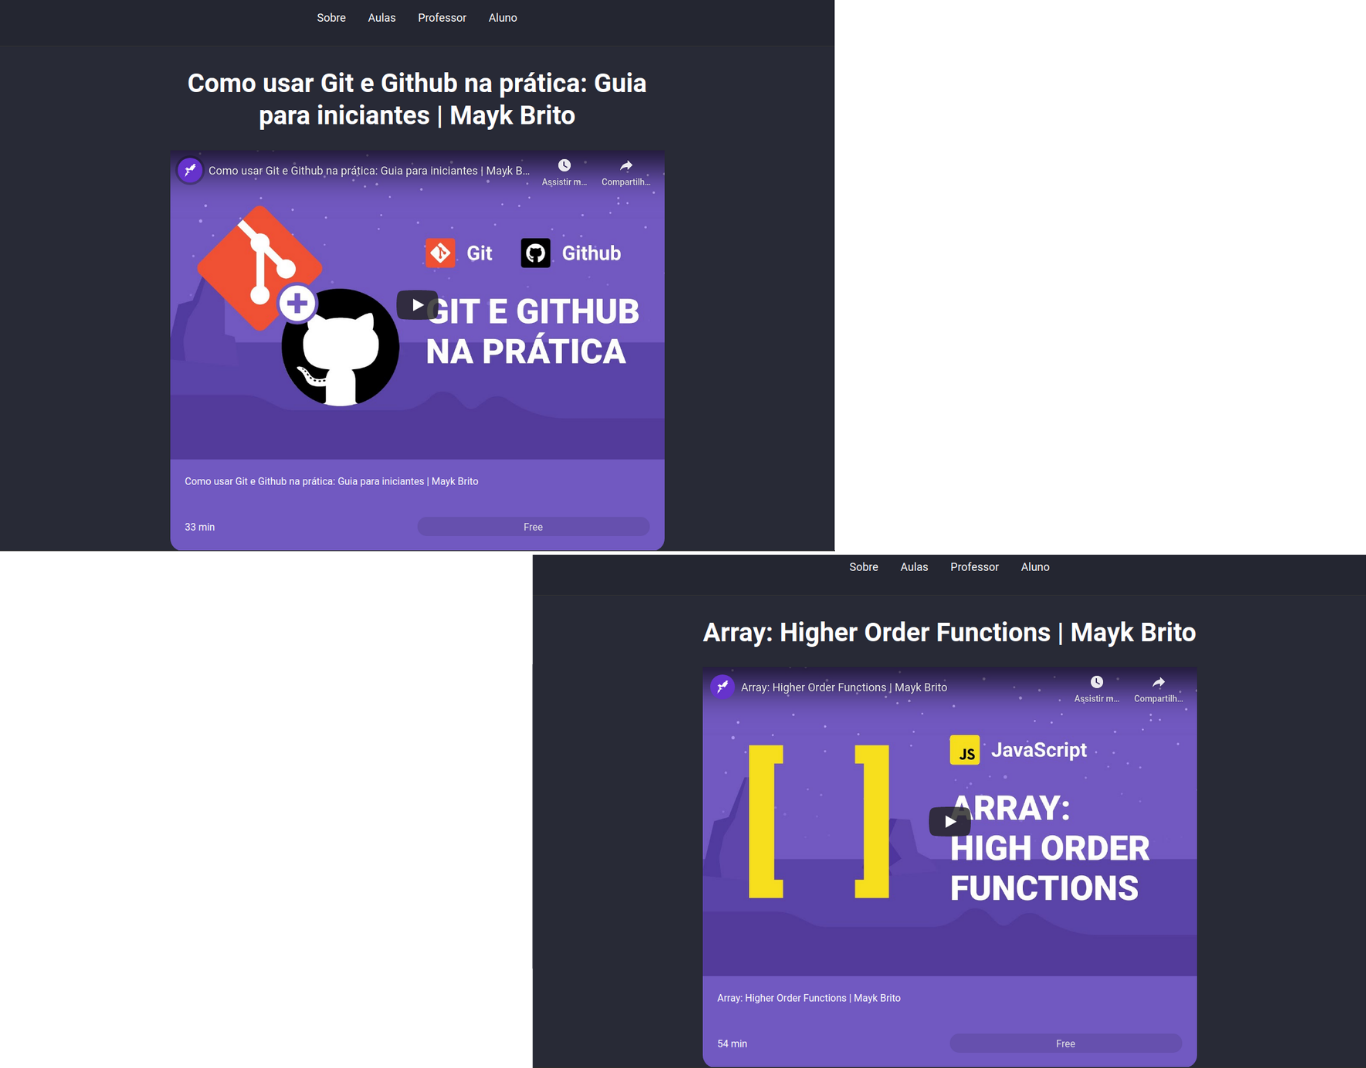 Sobre Aulas Professor Aluno
Como usar Git e Github na prática: Guia
para iniciantes | Mayk Brito
Como usar Git e Github na prática: Guia para iniciantes | Mayk B...
Assistir m... Compartilh...
Git Github
GIT E GITHUB
NA PRÁTICA
Como usar Git e Github na prática: Guia para iniciantes | Mayk Brito
33 min Free
Sobre Aulas Professor Aluno
Array: Higher Order Functions | Mayk Brito
Array: Higher Order Functions | Mayk Brito
Assistir m... Compartilh...
[ ]
JS JavaScript
ARRAY:
HIGH ORDER
FUNCTIONS
Array: Higher Order Functions | Mayk Brito
54 min Free